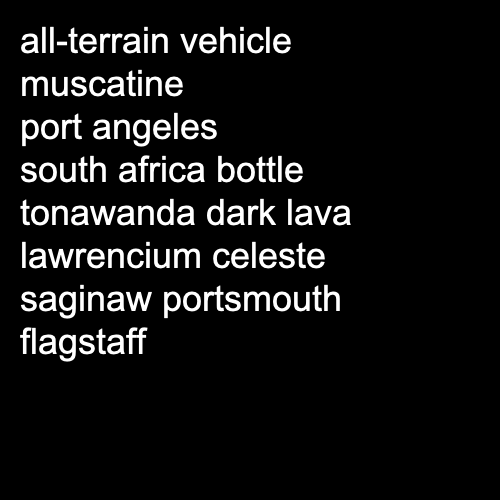 all-terrain vehicle
muscatine
port angeles
south africa bottle
tonawanda dark lava
lawrencium celeste
saginaw portsmouth
flagstaff